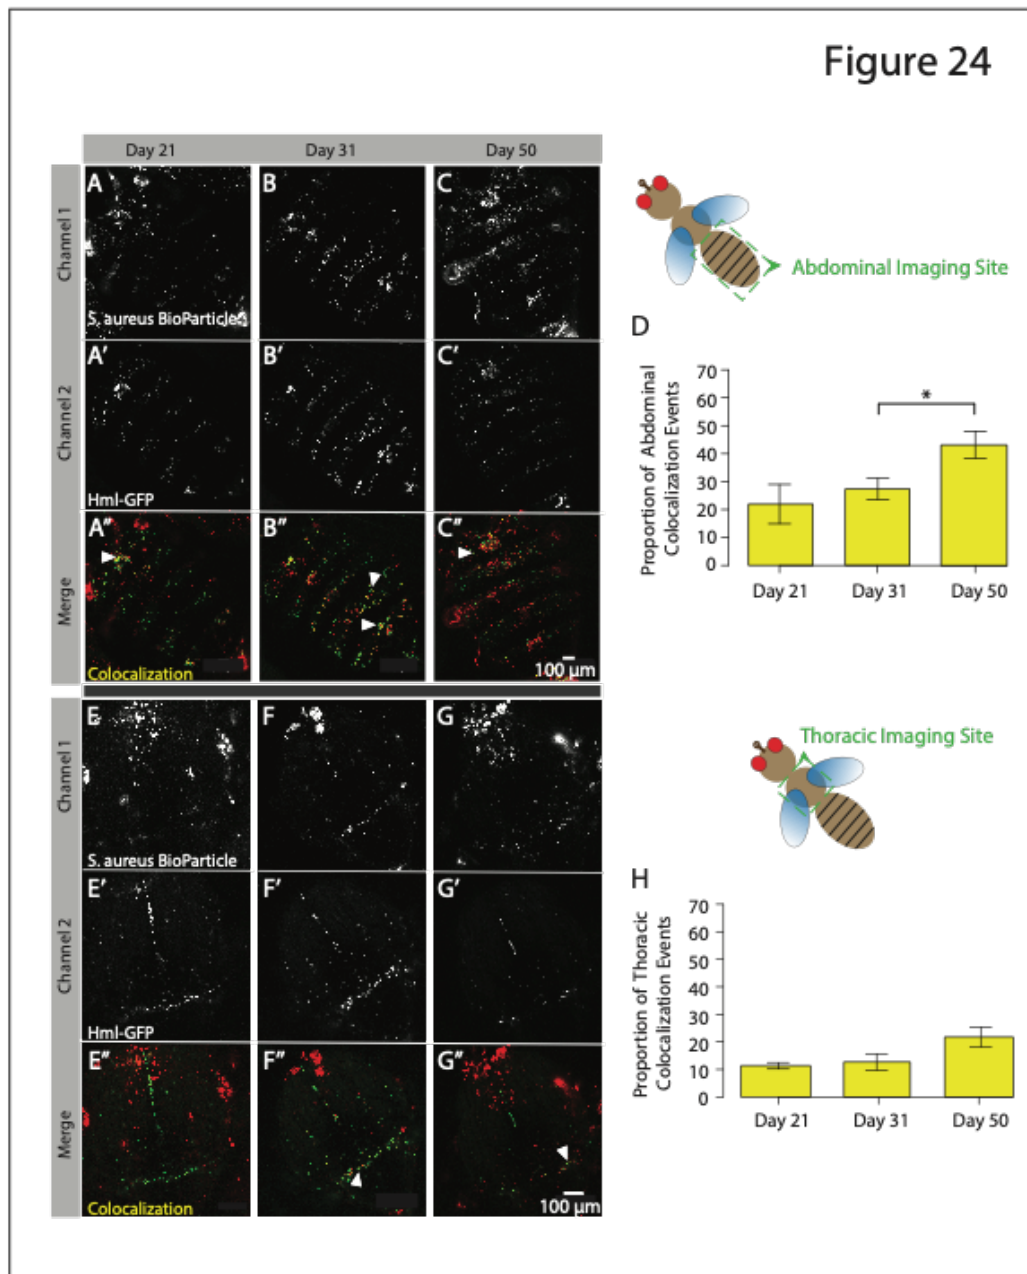 Figure 24
Day 21
Day 31
Day 50
Channel 1
A
B
C
S. aureus BioParticle
Channel 2
A'
B'
C'
Hml-GFP
Merge
A"
B"
C"
Colocalization
100 µm
Abdominal Imaging Site
D
Proportion of Abdominal
Colocalization Events
70
60
50
40
30
20
10
0
*
Day 21
Day 31
Day 50
Channel 1
E
F
G
S. aureus BioParticle
Channel 2
E'
F'
G'
Hml-GFP
Merge
E"
F"
G"
Colocalization
100 µm
Thoracic Imaging Site
H
Proportion of Thoracic
Colocalization Events
70
60
50
40
30
20
10
0
Day 21
Day 31
Day 50